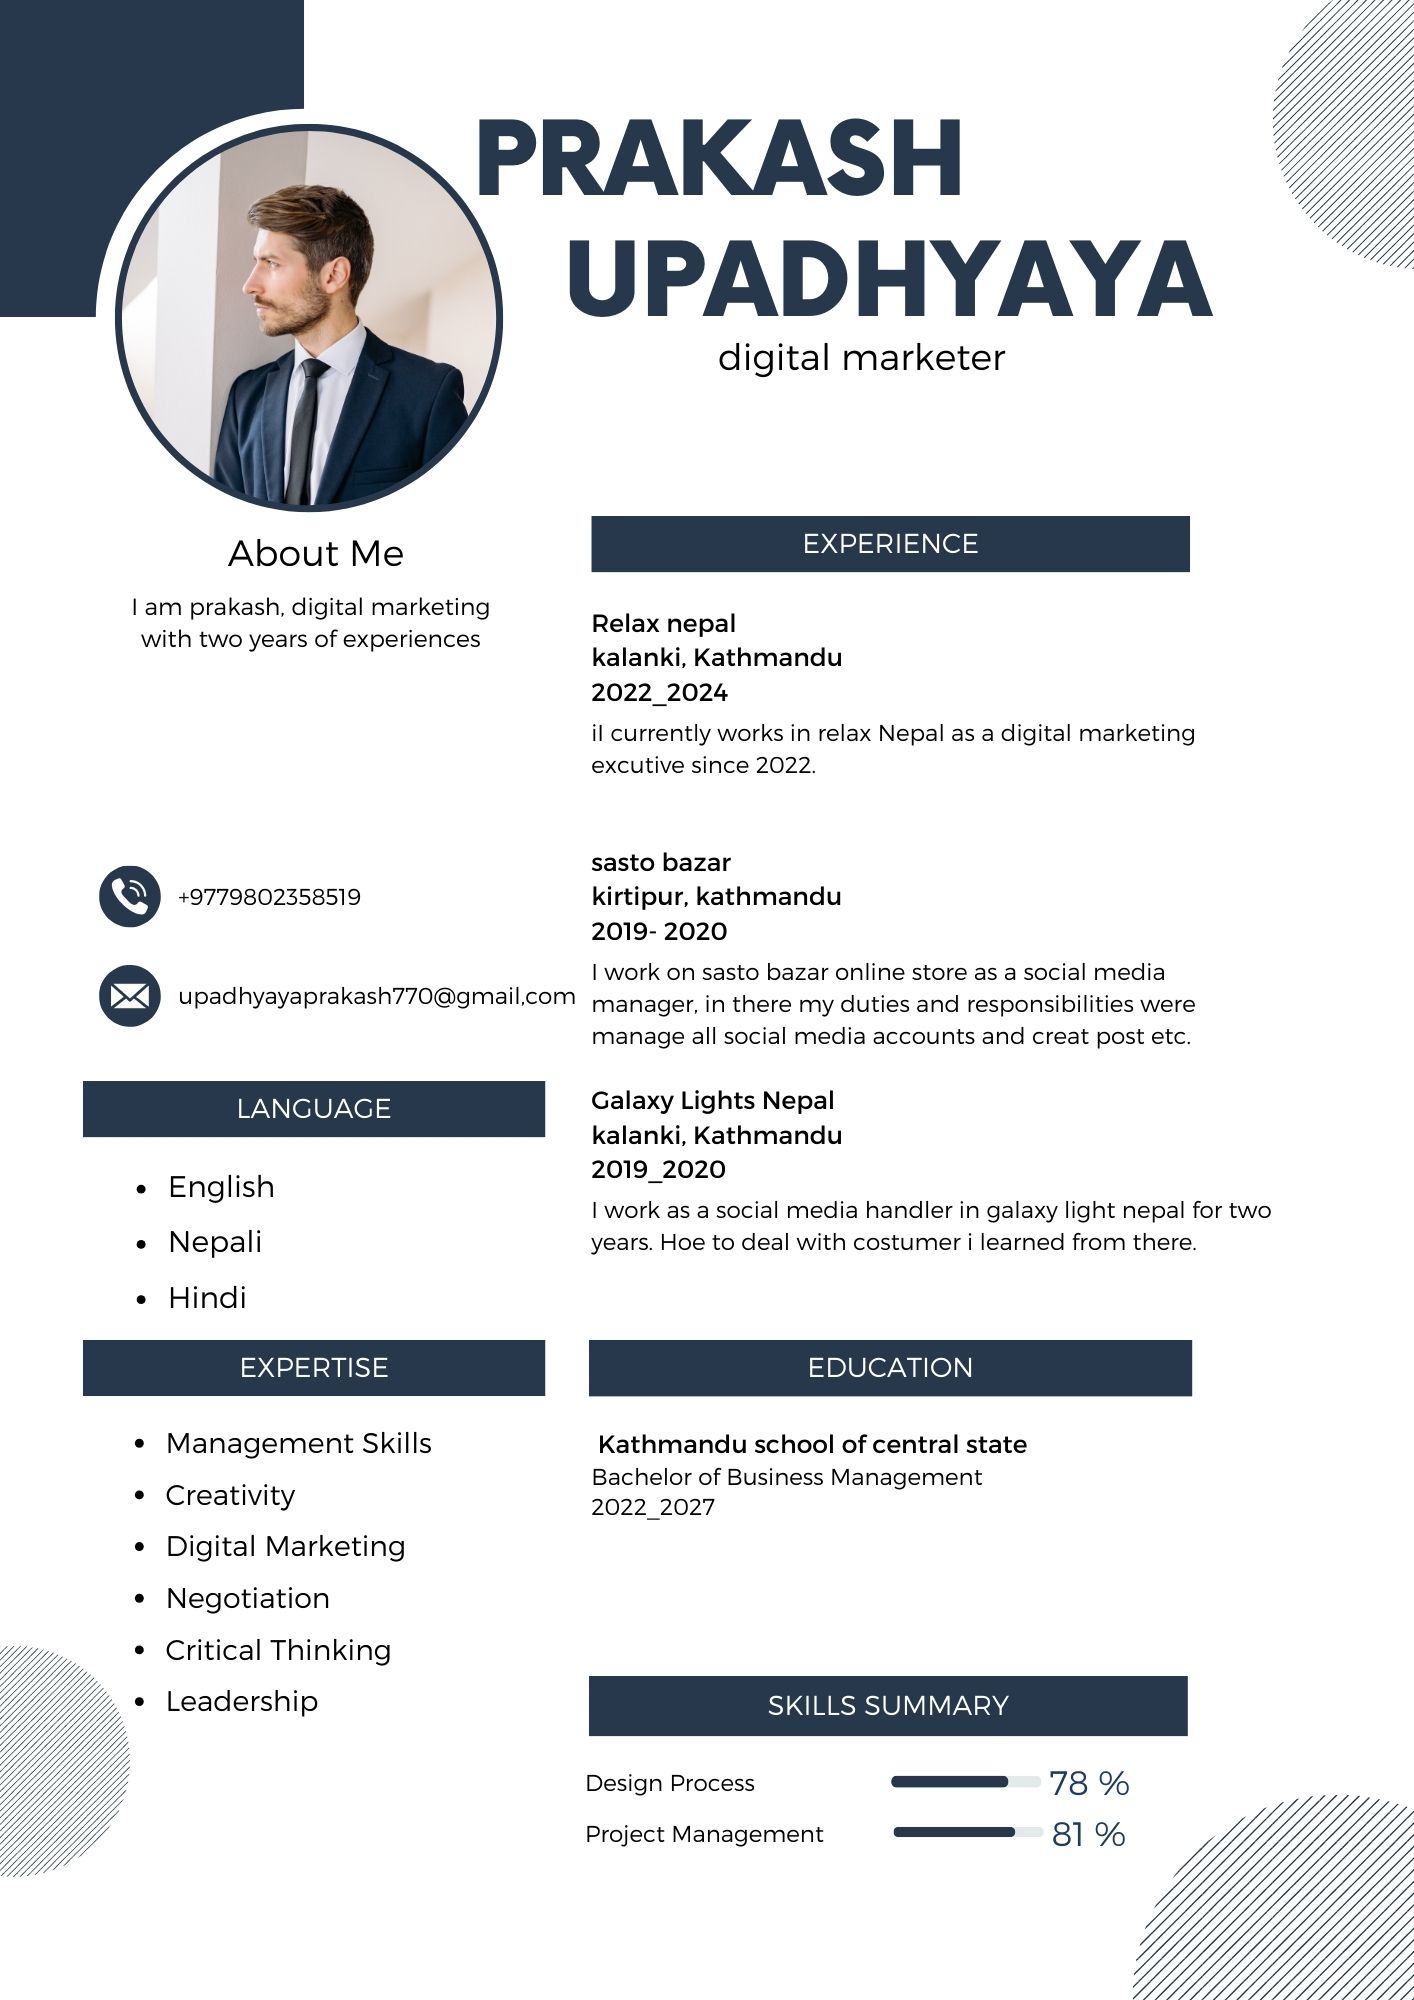 PRAKASH
UPADHYAYA
digital marketer
About Me
I am prakash, digital marketing
with two years of experiences
+9779802358519
upadhyayaprakash770@gmail,com
LANGUAGE
English
Nepali
Hindi
EXPERTISE
Management Skills
Creativity
Digital Marketing
Negotiation
Critical Thinking
Leadership
EXPERIENCE
Relax nepal
kalanki, Kathmandu
2022_2024
iI currently works in relax Nepal as a digital marketing
excutive since 2022.
sasto bazar
kirtipur, kathmandu
2019- 2020
I work on sasto bazar online store as a social media
manager, in there my duties and responsibilities were
manage all social media accounts and creat post etc.
Galaxy Lights Nepal
kalanki, Kathmandu
2019_2020
I work as a social media handler in galaxy light nepal for two
years. Hoe to deal with costumer i learned from there.
EDUCATION
Kathmandu school of central state
Bachelor of Business Management
2022_2027
SKILLS SUMMARY
Design Process 78 %
Project Management 81 %